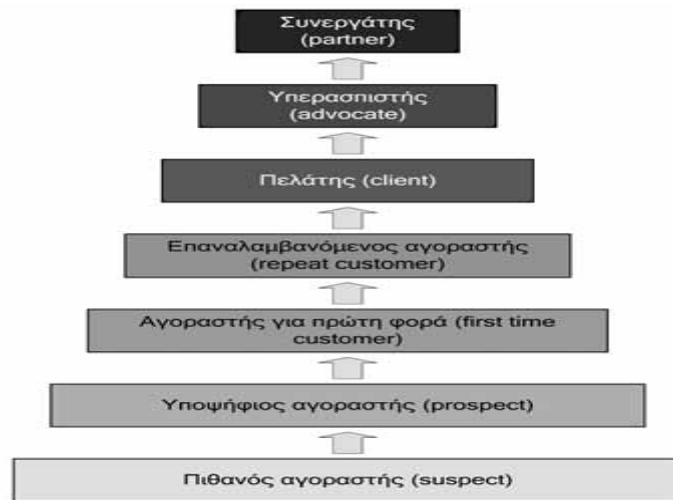 Συνεργάτης
(partner)
Υπερασπιστής
(advocate)
Πελάτης (client)
Επαναλαμβανόμενος αγοραστής
(repeat customer)
Αγοραστής για πρώτη φορά (first time
customer)
Υποψήφιος αγοραστής (prospect)
Πιθανός αγοραστής (suspect)